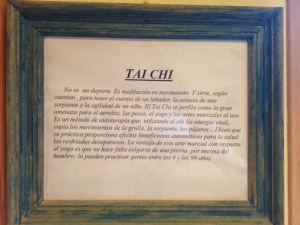 TAI CHI
No es un deporte. Es meditación en movimiento. Y sirve, según
cuentan, para tener el cuerpo de un leñador, la astucia de una
serpiente y la agilidad de un niño. El Tai Chi se perfila como la gran
amenaza para el aerobic, las pesas, el yoga y las artes marciales al uso.
Es un método de autoterapia que, utilizando el chi (la energía vital),
copia los movimientos de la grulla, la serpiente, los pájaros... Dicen que
su práctica proporciona efectos beneficiosos automáticos para la salud:
los resfriados desaparecen. La ventaja de este arte marcial con respecto
al yoga es que no hace falta colgarse de una pierna por encima del
hombro: lo pueden practicar gentes entre los 4 y los 90 años.